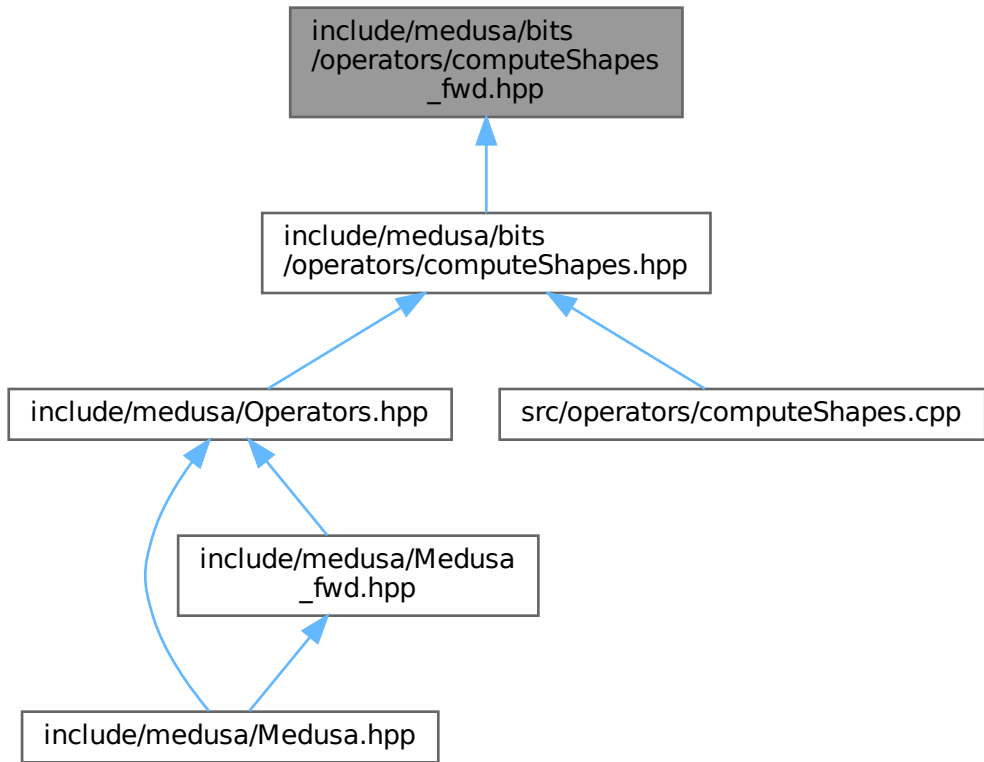 include/medusa/bits
/operators/computeShapes
_fwd.hpp
include/medusa/bits
/operators/computeShapes.hpp
include/medusa/Operators.hpp
src/operators/computeShapes.cpp
include/medusa/Medusa
_fwd.hpp
include/medusa/Medusa.hpp